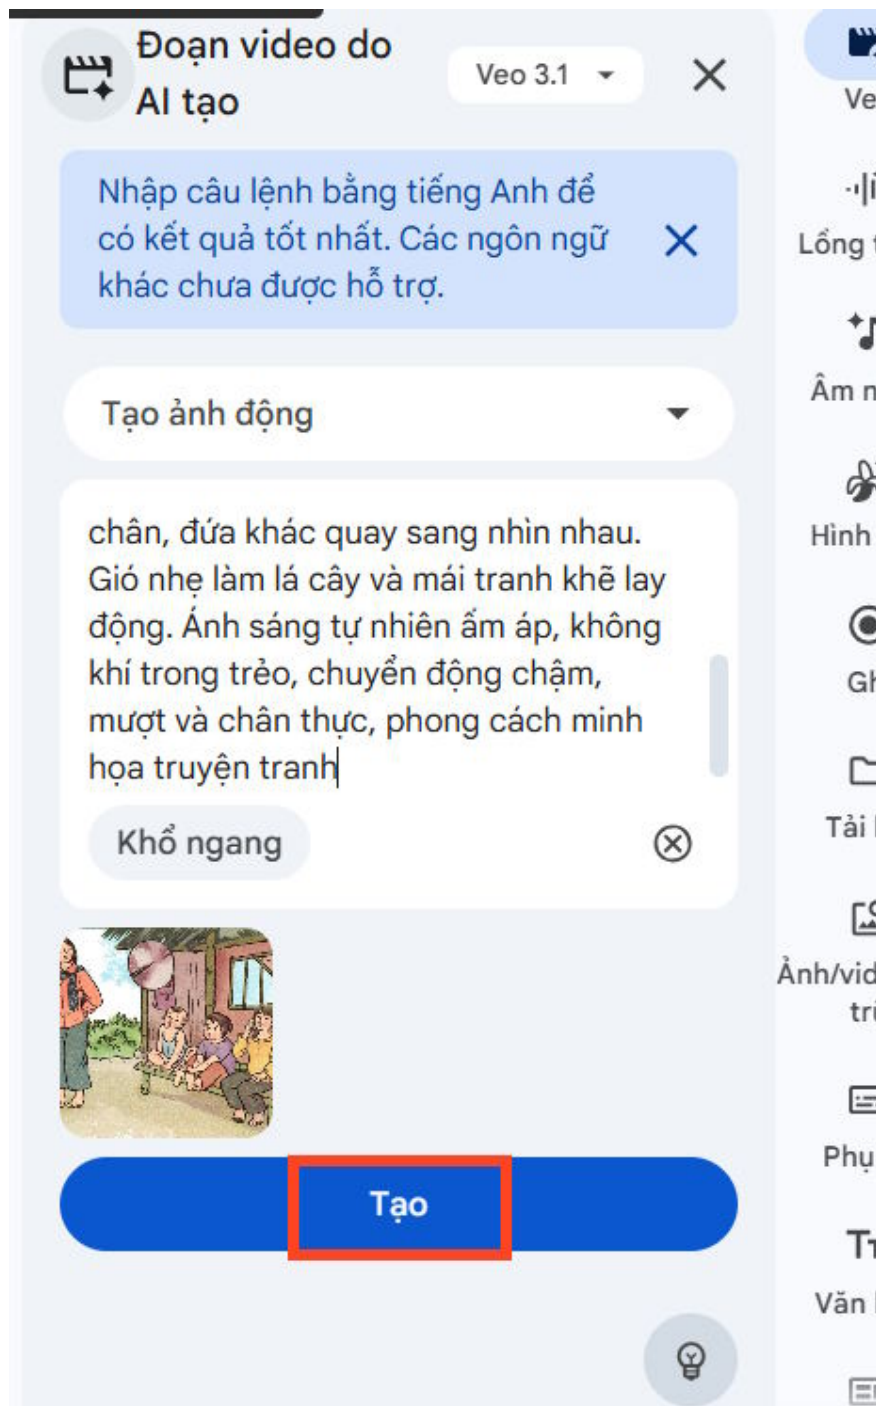 Đoạn video do
AI tạo
Veo 3.1
Nhập câu lệnh bằng tiếng Anh để
có kết quả tốt nhất. Các ngôn ngữ
khác chưa được hỗ trợ.
Tạo ảnh động
chân, đứa khác quay sang nhìn nhau.
Gió nhẹ làm lá cây và mái tranh khẽ lay
động. Ánh sáng tự nhiên ấm áp, không
khí trong trẻo, chuyển động chậm,
mượt và chân thực, phong cách minh
họa truyện tranh
Khổ ngang
Tạo
Lồng
Âm
Hình
Tải
Ảnh/vid
Phụ
Văn